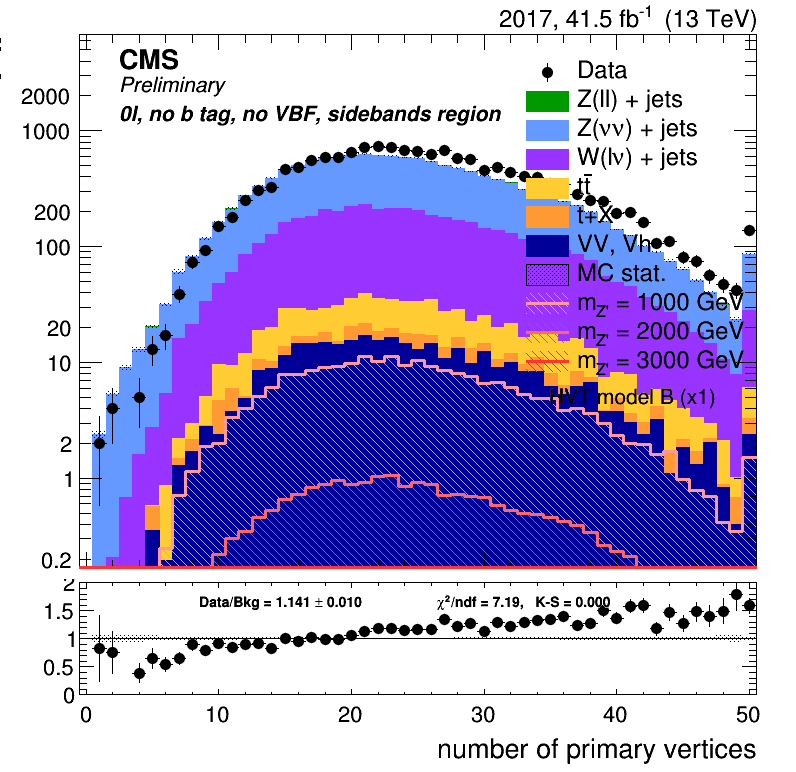 2017, 41.5 fb⁻¹ (13 TeV)
CMS
Preliminary
0l, no b tag, no VBF, sidebands region
Data
Z(ll) + jets
Z(νν) + jets
W(lν) + jets
tt̄
tt̄X
VV, Vh
MC stat.
m_Z' = 1000 GeV
m_Z' = 2000 GeV
m_Z' = 3000 GeV
HVT model B (x1)
2000
1000
200
100
20
10
2
1
0.2
Data/Bkg = 1.141 ± 0.010
χ²/ndf = 7.19, K-S = 0.000
2
1.5
1
0.5
0
0 10 20 30 40 50
number of primary vertices